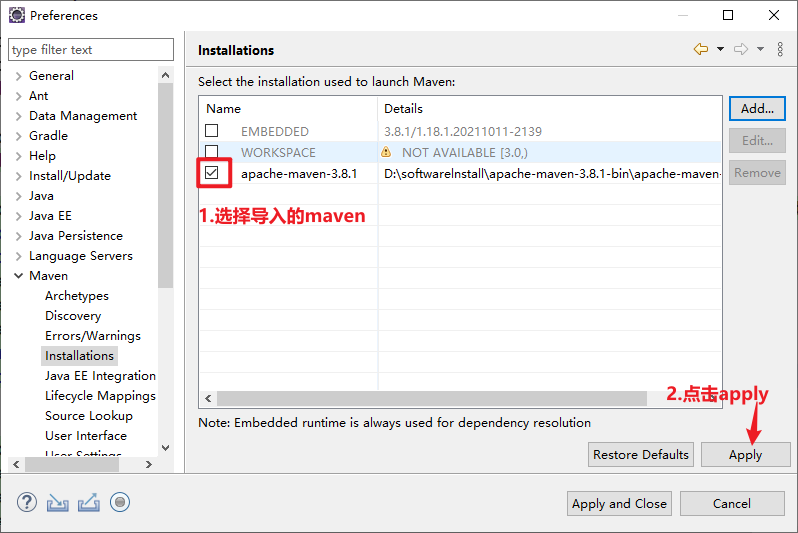 Preferences
type filter text
General
Ant
Data Management
Gradle
Help
Install/Update
Java
Java EE
Java Persistence
Language Servers
Maven
Archetypes
Discovery
Errors/Warnings
Installations
Java EE Integration
Lifecycle Mappings
Source Lookup
User Interface
User Settings
Installations
Select the installation used to launch Maven:
Name Details
EMBEDDED 3.8.1/1.18.1.20211011-2139
WORKSPACE NOT AVAILABLE [3.0,)
apache-maven-3.8.1 D:\softwareInstall\apache-maven-3.8.1-bin\apache-maven-
1.选择导入的maven
Add...
Edit...
Remove
2.点击apply
Note: Embedded runtime is always used for dependency resolution
Restore Defaults Apply
Apply and Close Cancel